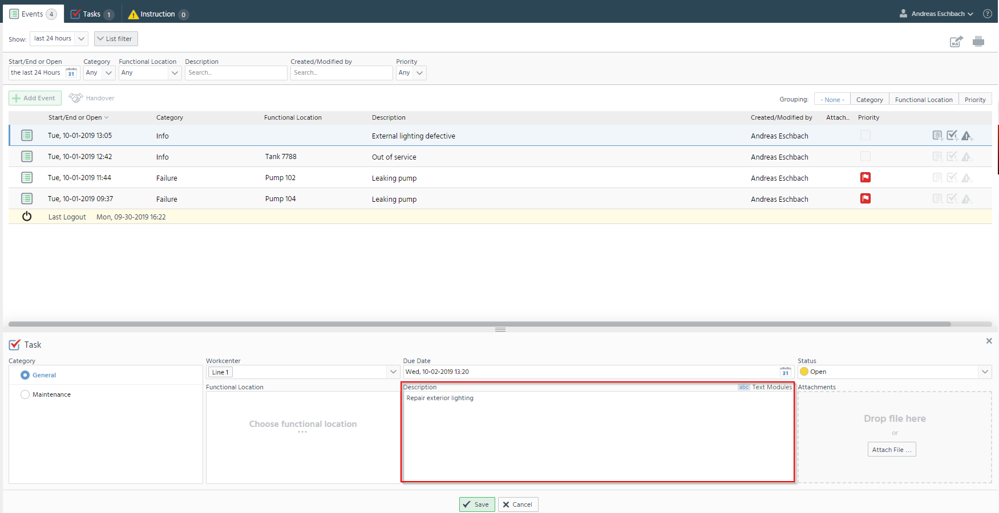 Events 4 Tasks 1 Instruction 0 Andreas Eschbach ?
Show: last 24 hours List filter XLS
Start/End or Open Category Functional Location Description Created/Modified by Priority
the last 24 Hours 31 Any Any Search... Search... Any
Add Event Handover Grouping: - None - Category Functional Location Priority
Start/End or Open Category Functional Location Description Created/Modified by Attach... Priority
Tue, 10-01-2019 13:05 Info External lighting defective Andreas Eschbach
Tue, 10-01-2019 12:42 Info Tank 7788 Out of service Andreas Eschbach
Tue, 10-01-2019 11:44 Failure Pump 102 Leaking pump Andreas Eschbach
Tue, 10-01-2019 09:37 Failure Pump 104 Leaking pump Andreas Eschbach
Last Logout Mon, 09-30-2019 16:22
Task
Category Workcenter Due Date Status
General Line 1 Wed, 10-02-2019 13:20 31 Open
Functional Location Description abc Text Modules Attachments
Maintenance Repair exterior lighting
Choose functional location
...
Drop file here
or
Attach File ...
Save Cancel